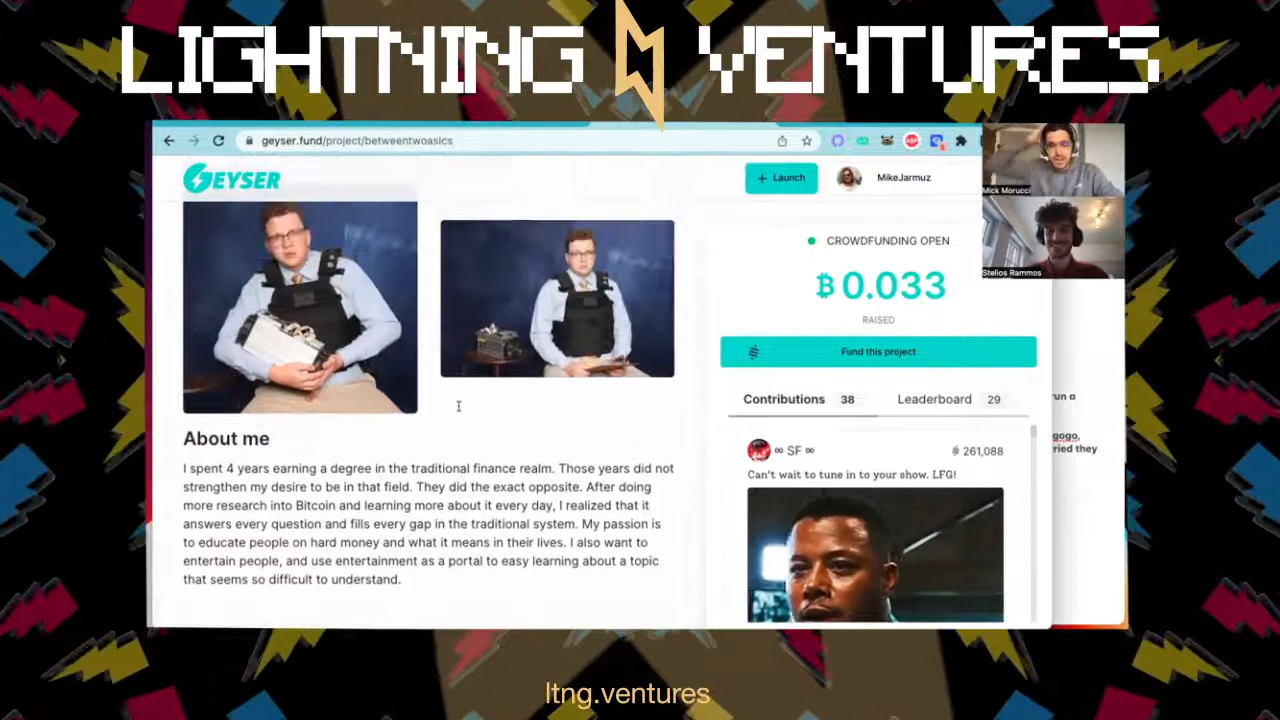 LIGHTNING VENTURES
geyser.fund/project/betweentwoasics
GEYSER
+ Launch
MikeJarmuz
Mick Morucci
Stelios Rammos
CROWDFUNDING OPEN
₿ 0.033
RAISED
Fund this project
Contributions 38
Leaderboard 29
∞ SF ∞
261,088
Can't wait to tune in to your show. LFG!
About me
I spent 4 years earning a degree in the traditional finance realm. Those years did not
strengthen my desire to be in that field. They did the exact opposite. After doing
more research into Bitcoin and learning more about it every day, I realized that it
answers every question and fills every gap in the traditional system. My passion is
to educate people on hard money and what it means in their lives. I also want to
entertain people, and use entertainment as a portal to easy learning about a topic
that seems so difficult to understand.
run a
gogo,
ried they
ltng.ventures